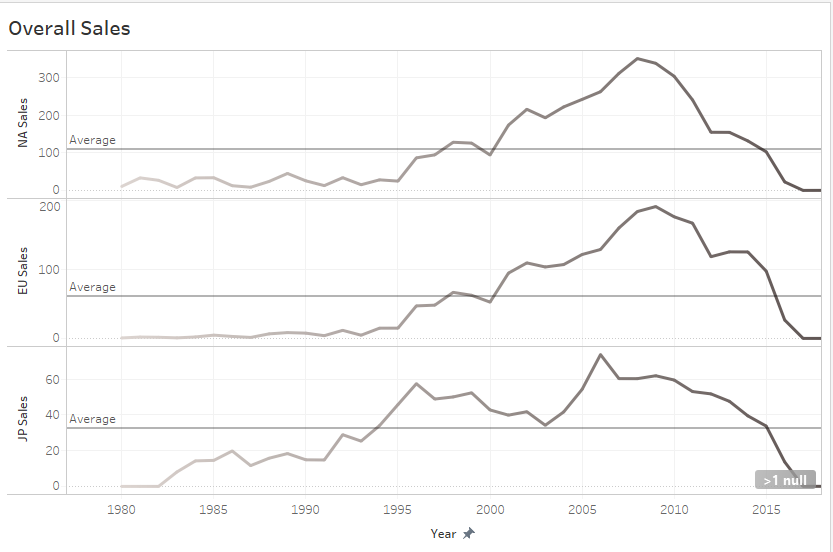 Overall Sales
NA Sales
300
200
Average
100
0
EU Sales
200
100
Average
0
JP Sales
60
40
Average
20
0
>1 null
1980 1985 1990 1995 2000 2005 2010 2015
Year